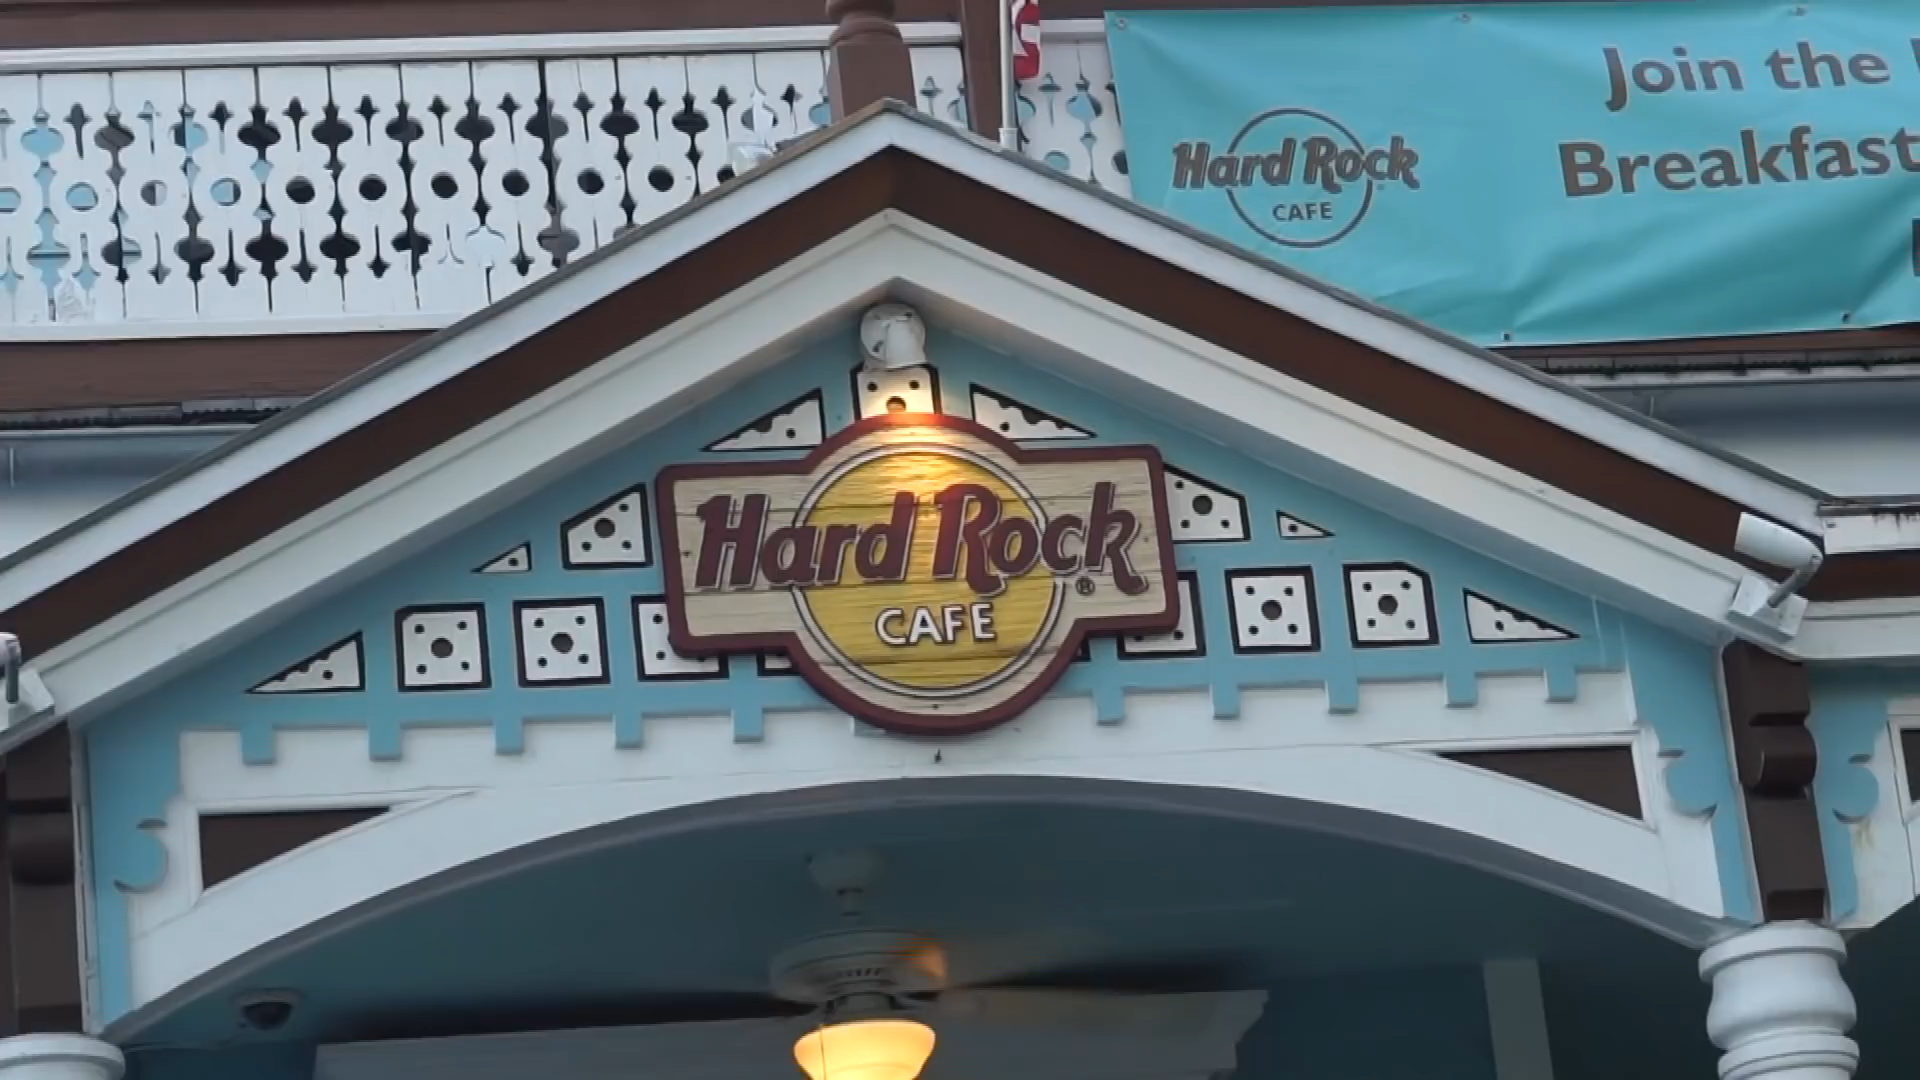 Join the
Hard Rock
CAFE
Breakfast
Hard Rock
®
CAFE